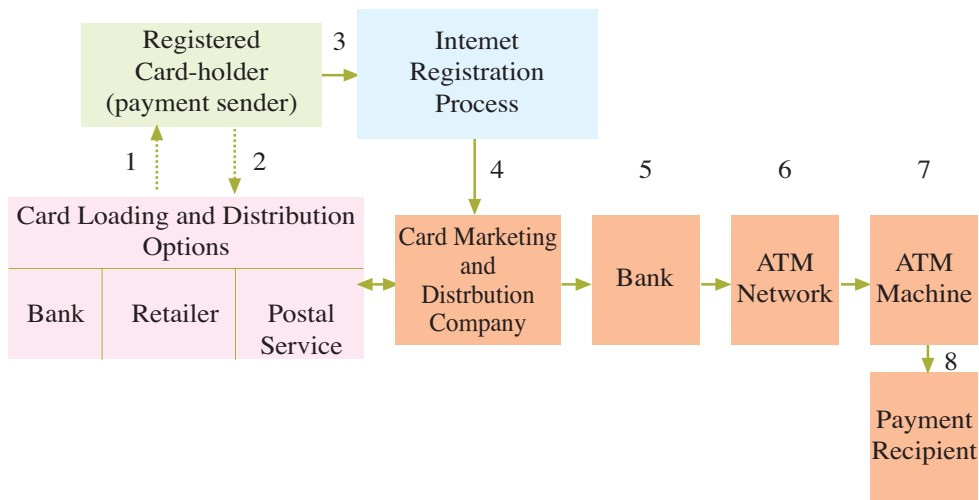 Registered
Card-holder
(payment sender)
3
Intemet
Registration
Process
1
2
4
5
6
7
Card Loading and Distribution
Options
Bank
Retailer
Postal
Service
Card Marketing
and
Distrbution
Company
Bank
ATM
Network
ATM
Machine
8
Payment
Recipient